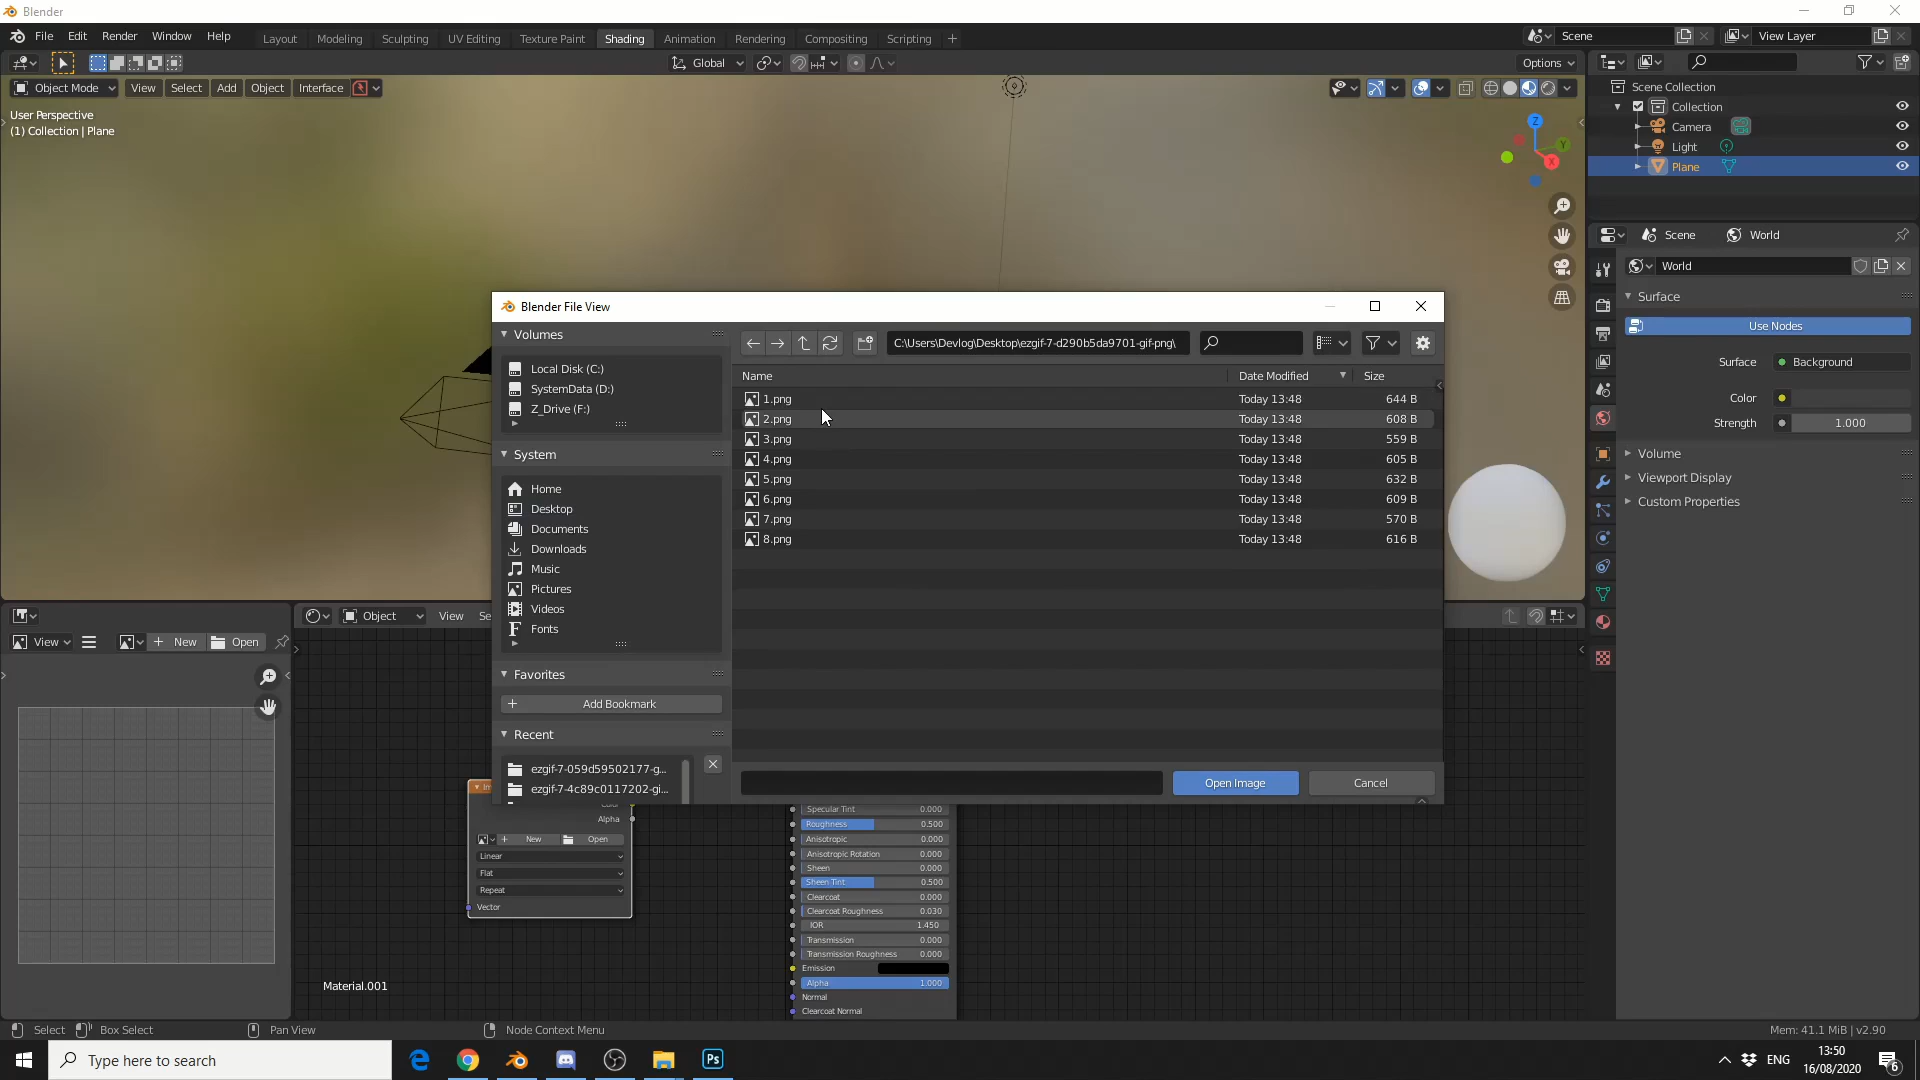 Blender
File Edit Render Window Help Layout Modeling Sculpting UV Editing Texture Paint Shading Animation Rendering Compositing Scripting + Scene View Layer
Global Options
Object Mode View Select Add Object Interface
User Perspective
(1) Collection | Plane
Z
Y
X
Scene Collection
Collection
Camera
Light
Plane
Scene World
World
Surface
Use Nodes
Surface Background
Color
Strength 1.000
Volume
Viewport Display
Custom Properties
Blender File View
Volumes
Local Disk (C:)
SystemData (D:)
Z_Drive (F:)
System
Home
Desktop
Documents
Downloads
Music
Pictures
Videos
Fonts
Favorites
+ Add Bookmark
Recent
ezgif-7-059d59502177-g...
ezgif-7-4c89c0117202-gi...
C:\Users\Devlog\Desktop\ezgif-7-d290b5da9701-gif-png\
Name Date Modified Size
1.png Today 13:48 644 B
2.png Today 13:48 608 B
3.png Today 13:48 559 B
4.png Today 13:48 605 B
5.png Today 13:48 632 B
6.png Today 13:48 609 B
7.png Today 13:48 570 B
8.png Today 13:48 616 B
Open Image Cancel
Object View
View + New Open
Alpha
+ New Open
Linear
Flat
Repeat
Vector
Specular Tint 0.000
Roughness 0.500
Anisotropic 0.000
Anisotropic Rotation 0.000
Sheen 0.000
Sheen Tint 0.500
Clearcoat 0.000
Clearcoat Roughness 0.030
IOR 1.450
Transmission 0.000
Transmission Roughness 0.000
Emission
Alpha 1.000
Normal
Clearcoat Normal
Material.001
Select Box Select Pan View Node Context Menu Mem: 41.1 MiB | v2.90
Type here to search
Ps
ENG
13:50
16/08/2020
6